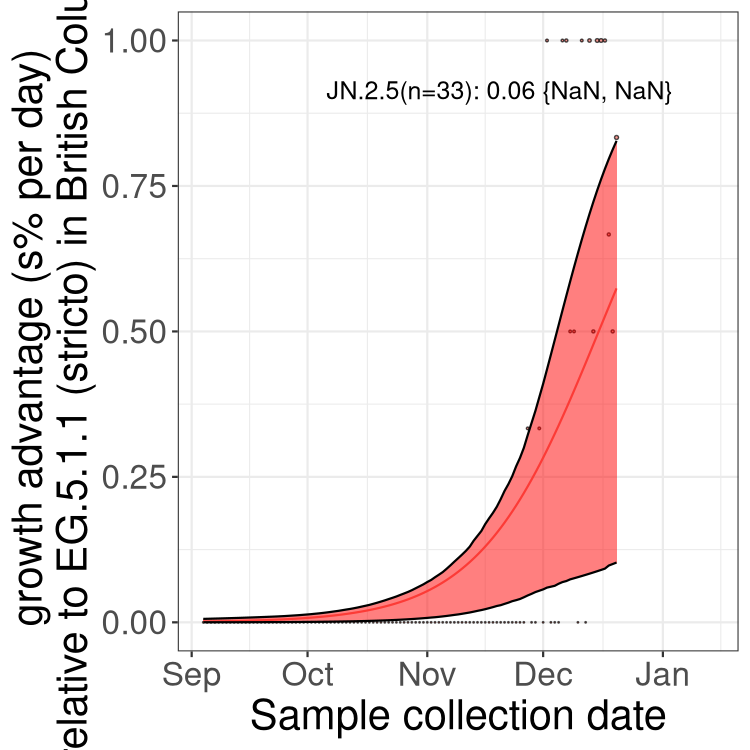 growth advantage (s% per day)
relative to EG.5.1.1 (stricto) in British Colu
1.00
0.75
0.50
0.25
0.00
JN.2.5(n=33): 0.06 {NaN, NaN}
Sep Oct Nov Dec Jan
Sample collection date